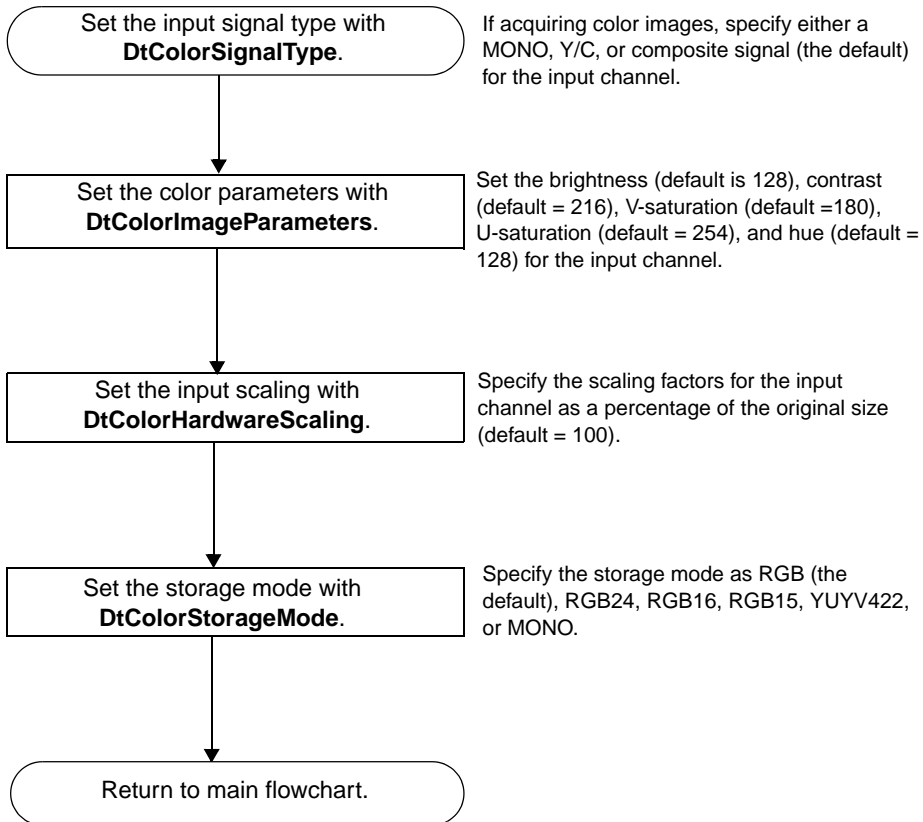 Set the input signal type with
DtColorSignalType.
If acquiring color images, specify either a
MONO, Y/C, or composite signal (the default)
for the input channel.
Set the color parameters with
DtColorImageParameters.
Set the brightness (default is 128), contrast
(default = 216), V-saturation (default =180),
U-saturation (default = 254), and hue (default =
128) for the input channel.
Set the input scaling with
DtColorHardwareScaling.
Specify the scaling factors for the input
channel as a percentage of the original size
(default = 100).
Set the storage mode with
DtColorStorageMode.
Specify the storage mode as RGB (the
default), RGB24, RGB16, RGB15, YUYV422,
or MONO.
Return to main flowchart.